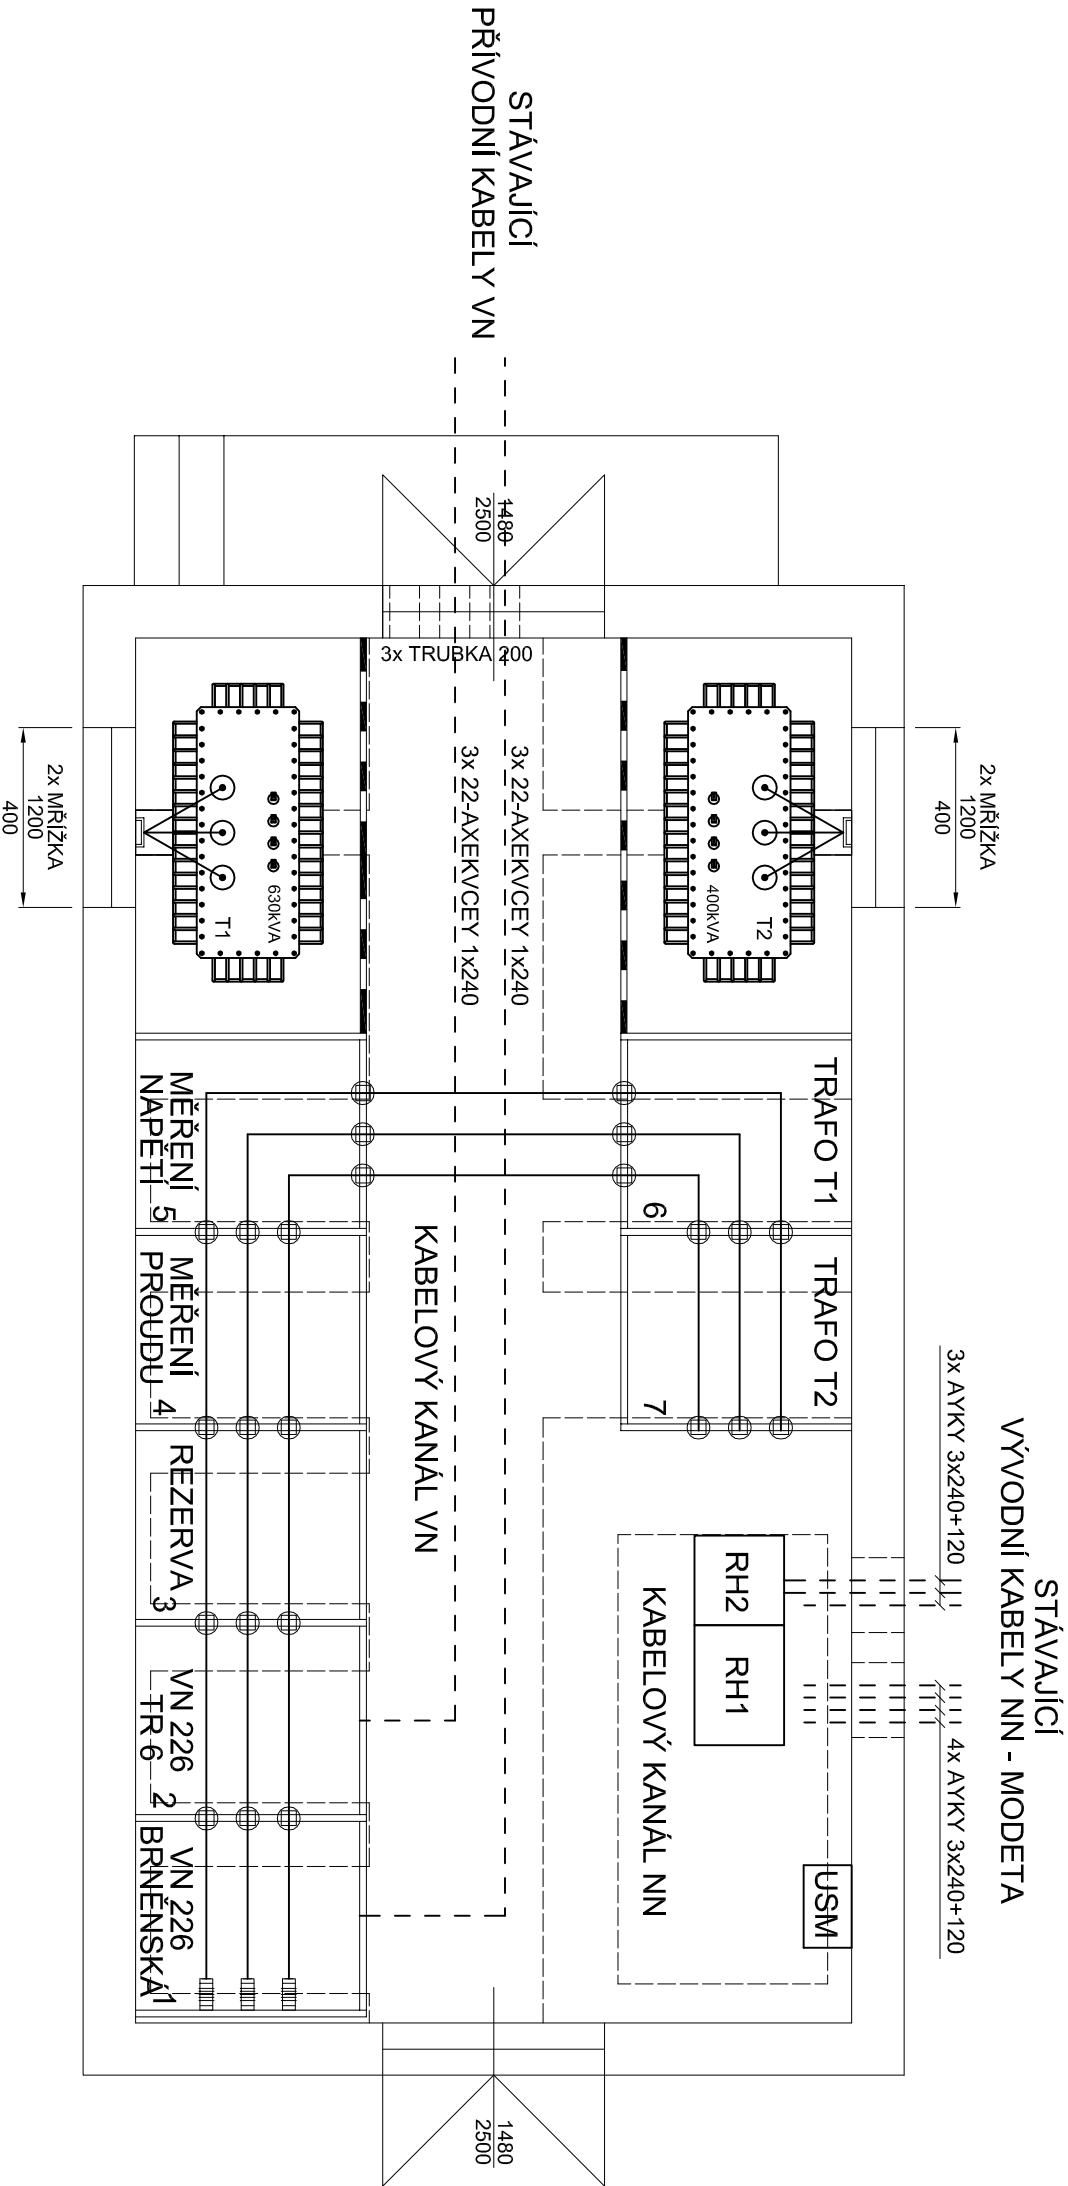 STÁVAJÍCÍ
PŘÍVODNÍ KABELY VN
1480
2500
3x TRUBKA 200
3x 22-AXEKVCEY 1x240
3x 22-AXEKVCEY 1x240
2x MŘÍŽKA
1200
400
T2
400kVA
2x MŘÍŽKA
1200
400
630kVA
T1
TRAFO T1
6
TRAFO T2
7
MĚŘENÍ
NAPĚTÍ 5
MĚŘENÍ
PROUDU 4
REZERVA 3
VN 226
TR 6 2
VN 226
BRNĚNSKÁ 1
KABELOVÝ KANÁL VN
STÁVAJÍCÍ
VÝVODNÍ KABELY NN - MODETA
3x AYKY 3x240+120
4x AYKY 3x240+120
RH2
RH1
USM
KABELOVÝ KANÁL NN
1480
2500